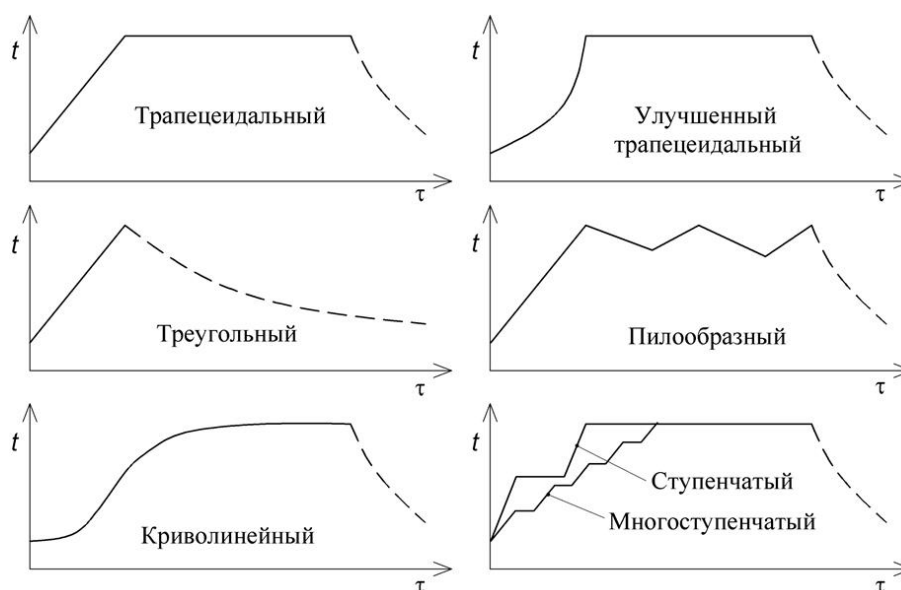 t
Трапецеидальный
τ
t
Улучшенный
трапецеидальный
τ
t
Треугольный
τ
t
Пилообразный
τ
t
Криволинейный
τ
t
Ступенчатый
Многоступенчатый
τ